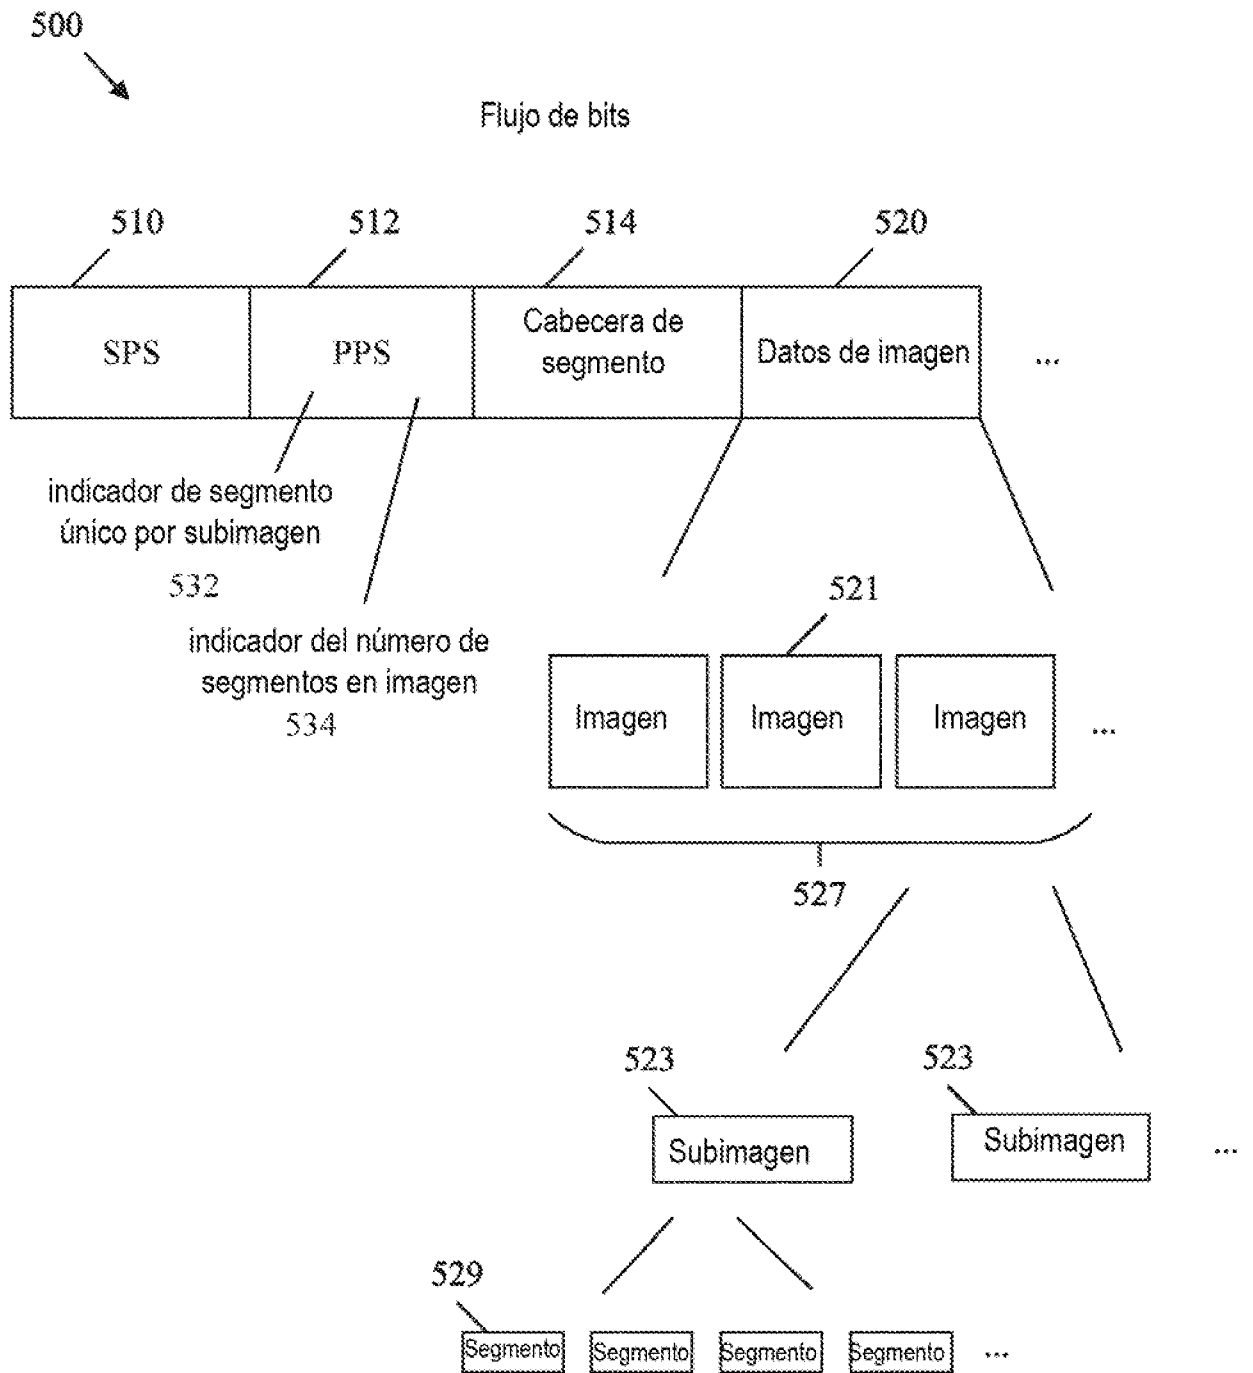 500
Flujo de bits
510
512
514
520
SPS
PPS
Cabecera de
segmento
Datos de imagen
...
indicador de segmento
único por subimagen
532
indicador del número de
segmentos en imagen
534
521
Imagen
Imagen
Imagen
...
527
523
523
Subimagen
Subimagen
...
529
Segmento
Segmento
Segmento
Segmento
...